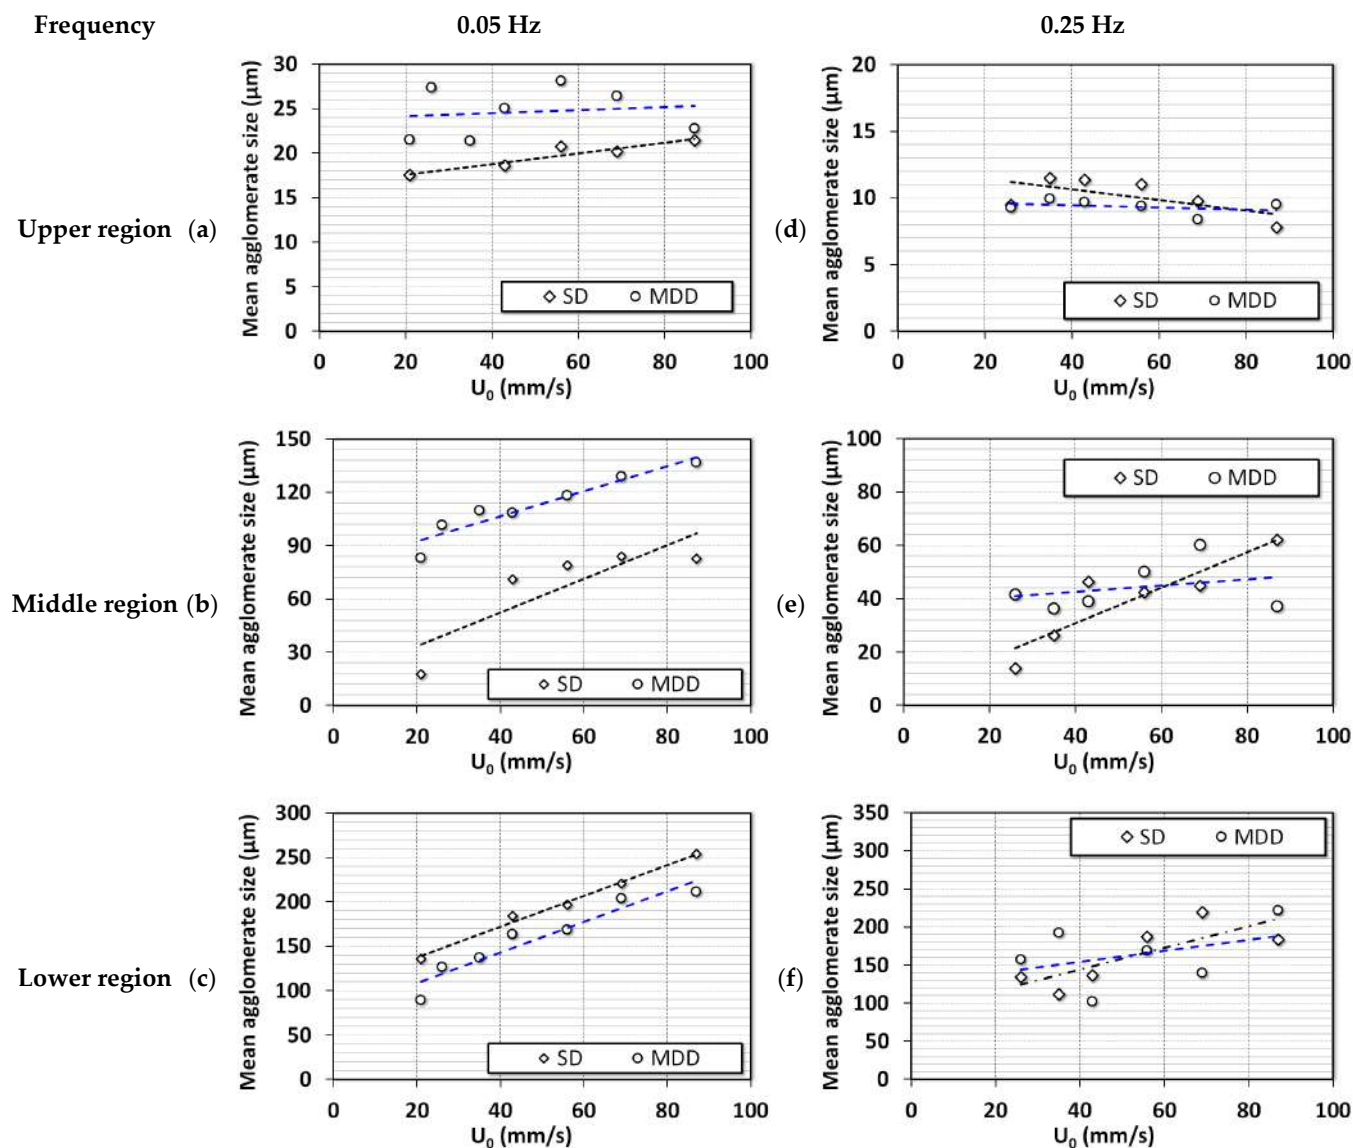 Frequency 0.05 Hz 0.25 Hz
Upper region (a)
Mean agglomerate size (µm)
30
25
20
15
10
5
0
SD MDD
0 20 40 60 80 100
U₀ (mm/s)
(d)
Mean agglomerate size (µm)
20
15
10
5
0
SD MDD
0 20 40 60 80 100
U₀ (mm/s)
Middle region (b)
Mean agglomerate size (µm)
150
120
90
60
30
0
SD MDD
0 20 40 60 80 100
U₀ (mm/s)
(e)
Mean agglomerate size (µm)
100
80
60
40
20
0
SD MDD
0 20 40 60 80 100
U₀ (mm/s)
Lower region (c)
Mean agglomerate size (µm)
300
250
200
150
100
50
0
SD MDD
0 20 40 60 80 100
U₀ (mm/s)
(f)
Mean agglomerate size (µm)
350
300
250
200
150
100
50
0
SD MDD
0 20 40 60 80 100
U₀ (mm/s)